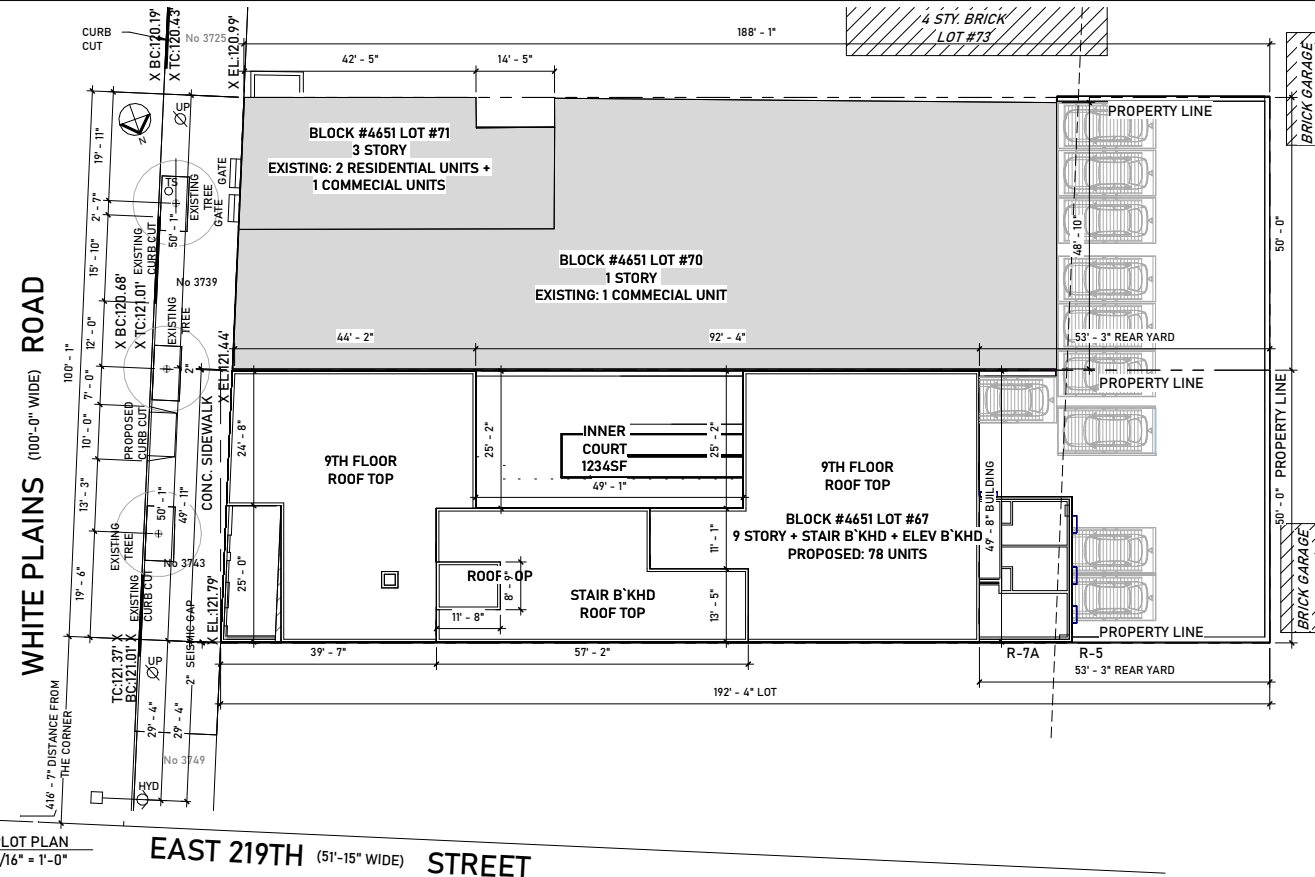 4 STY. BRICK
LOT #73
CURB
CUT
X BC:120.19'
X TC:120.43'
No 3725
X EL:120.99'
188' - 1"
42' - 5"
14' - 5"
BRICK GARAGE
UP
N
PROPERTY LINE
BLOCK #4651 LOT #71
3 STORY
EXISTING: 2 RESIDENTIAL UNITS +
1 COMMECIAL UNITS
19' - 11"
GATE
GATE
TS
EXISTING
TREE
2' - 7"
50' - 1"
15' - 10"
EXISTING
CURB CUT
48' - 10"
50' - 0"
BLOCK #4651 LOT #70
1 STORY
EXISTING: 1 COMMECIAL UNIT
No 3739
X BC:120.68'
X TC:121.01'
EXISTING
TREE
WHITE PLAINS (100'-0" WIDE) ROAD
100' - 1"
12' - 0"
X EL:121.44'
44' - 2"
92' - 4"
53' - 3" REAR YARD
2"
7' - 0"
PROPERTY LINE
PROPOSED
CURB CUT
10' - 0"
CONC. SIDEWALK
24' - 8"
25' - 2"
INNER
COURT
1234SF
25' - 2"
49' - 1"
9TH FLOOR
ROOF TOP
9TH FLOOR
ROOF TOP
PROPERTY LINE
50' - 0"
13' - 3"
50' - 1"
49' - 11"
BLOCK #4651 LOT #67
9 STORY + STAIR B`KHD + ELEV B`KHD
PROPOSED: 78 UNITS
49' - 8" BUILDING
11' - 1"
EXISTING
TREE
No 3743
19' - 6"
EXISTING
CURB CUT
25' - 0"
8' - 9"
11' - 8"
STAIR B`KHD
ROOF TOP
13' - 5"
BRICK GARAGE
X EL:121.79'
2" SEISMIC GAP
TC:121.37' X
BC:121.01' X
PROPERTY LINE
39' - 7"
57' - 2"
R-7A
R-5
53' - 3" REAR YARD
192' - 4" LOT
UP
29' - 4"
29' - 4"
416' - 7" DISTANCE FROM
THE CORNER
No 3749
HYD
LOT PLAN
/16" = 1'-0"
EAST 219TH (51'-15" WIDE) STREET